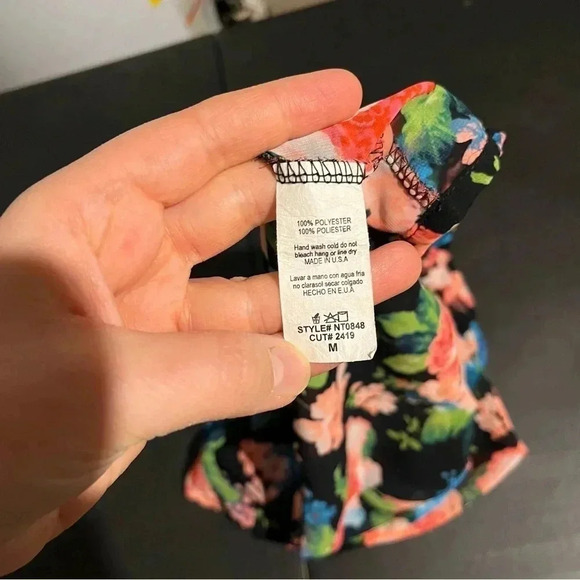 100% POLYESTER
100% POLIESTER
Hand wash cold do not
bleach hang or line dry
MADE IN U.S.A
Lavar a mano con agua fria
no clarasol secar colgado
HECHO EN E.U.A
STYLE# NT0848
CUT# 2419
M